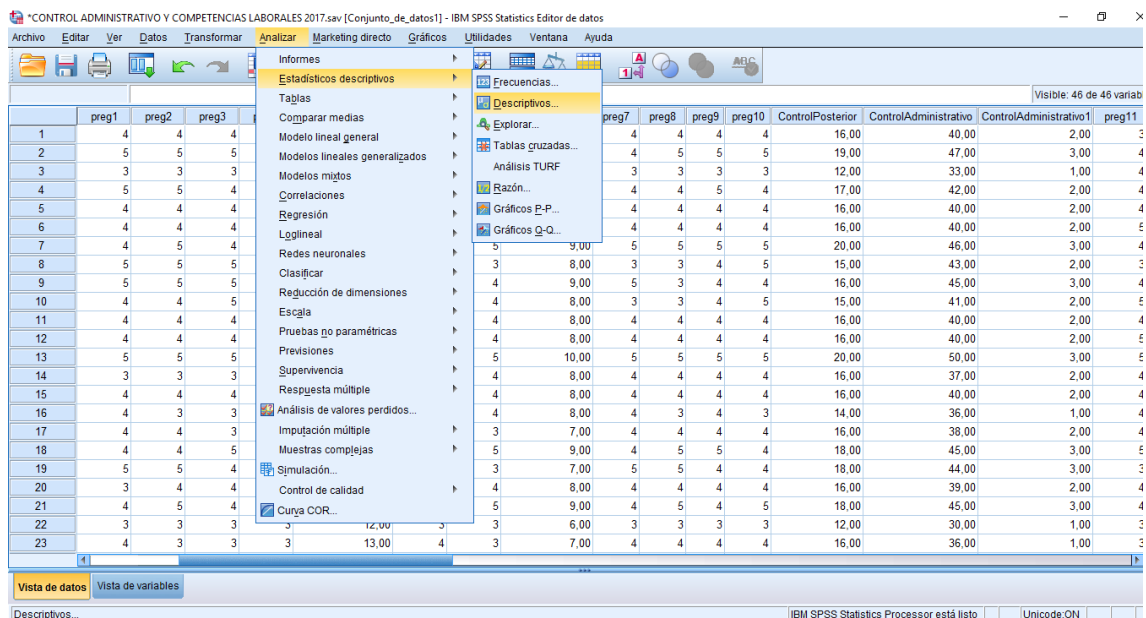 *CONTROL ADMINISTRATIVO Y COMPETENCIAS LABORALES 2017.sav [Conjunto_de_datos1] - IBM SPSS Statistics Editor de datos
Archivo Editar Ver Datos Transformar Analizar Marketing directo Gráficos Utilidades Ventana Ayuda
Visible: 46 de 46 variabl
Informes
Estadísticos descriptivos
Tablas
Comparar medias
Modelo lineal general
Modelos lineales generalizados
Modelos mixtos
Correlaciones
Regresión
Loglineal
Redes neuronales
Clasificar
Reducción de dimensiones
Escala
Pruebas no paramétricas
Previsiones
Supervivencia
Respuesta múltiple
Análisis de valores perdidos...
Imputación múltiple
Muestras complejas
Simulación...
Control de calidad
Curva COR...
Frecuencias...
Descriptivos...
Explorar...
Tablas cruzadas...
Análisis TURF
Razón...
Gráficos P-P...
Gráficos Q-Q...
preg1 preg2 preg3 preg7 preg8 preg9 preg10 ControlPosterior ControlAdministrativo ControlAdministrativo1 preg11
1 4 4 4 4 4 4 4 16,00 40,00 2,00 3
2 5 5 5 4 5 5 5 19,00 47,00 3,00 4
3 3 3 3 3 3 3 3 12,00 33,00 1,00 4
4 5 5 4 4 4 5 4 17,00 42,00 2,00 4
5 4 4 4 4 4 4 4 16,00 40,00 2,00 4
6 4 4 4 4 4 4 4 16,00 40,00 2,00 5
7 4 5 4 5 9,00 5 5 5 5 20,00 46,00 3,00 4
8 5 5 5 3 8,00 3 3 4 5 15,00 43,00 2,00 3
9 5 5 5 4 9,00 5 3 4 4 16,00 45,00 3,00 4
10 4 4 5 4 8,00 3 3 4 5 15,00 41,00 2,00 5
11 4 4 4 4 8,00 4 4 4 4 16,00 40,00 2,00 4
12 4 4 4 4 8,00 4 4 4 4 16,00 40,00 2,00 5
13 5 5 5 5 10,00 5 5 5 5 20,00 50,00 3,00 5
14 3 3 3 4 8,00 4 4 4 4 16,00 37,00 2,00 4
15 4 4 4 4 8,00 4 4 4 4 16,00 40,00 2,00 4
16 4 3 3 4 8,00 4 3 4 3 14,00 36,00 1,00 4
17 4 4 3 3 7,00 4 4 4 4 16,00 38,00 2,00 4
18 4 4 5 5 9,00 4 5 5 4 18,00 45,00 3,00 5
19 5 5 4 3 7,00 5 5 4 4 18,00 44,00 3,00 3
20 3 4 4 4 8,00 4 4 4 4 16,00 39,00 2,00 4
21 4 5 4 5 9,00 4 5 4 5 18,00 45,00 3,00 4
22 3 3 3 3 12,00 3 3 6,00 3 3 3 3 12,00 30,00 1,00 3
23 4 3 3 3 13,00 4 3 7,00 4 4 4 4 16,00 36,00 1,00 3
Vista de datos Vista de variables
Descriptivos... IBM SPSS Statistics Processor está listo Unicode:ON